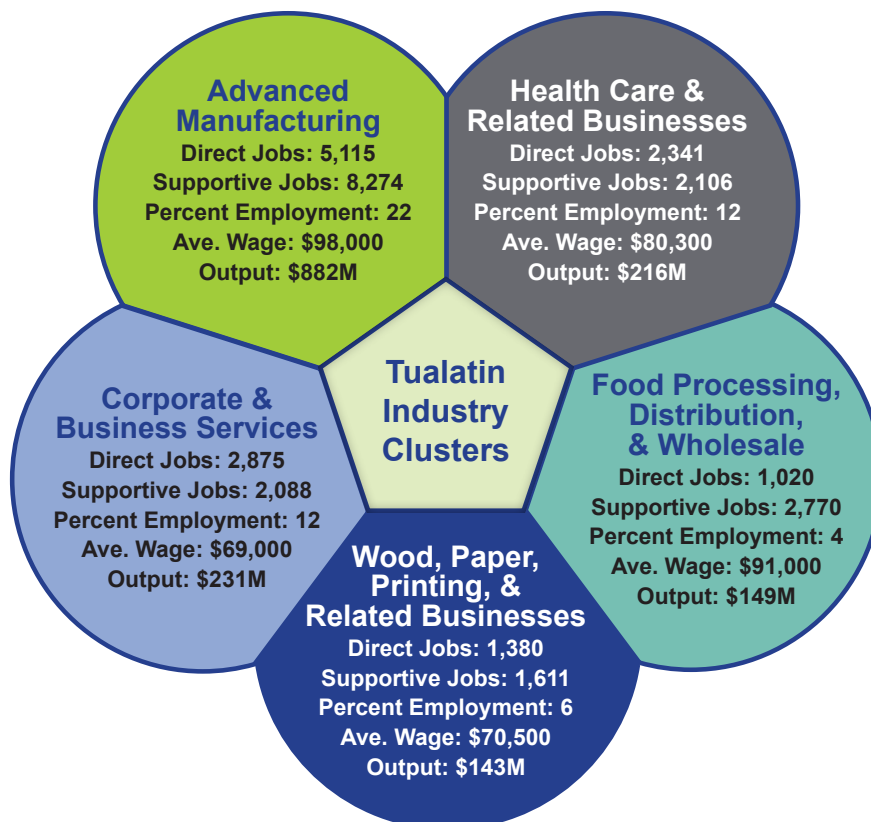 Advanced
Manufacturing
Direct Jobs: 5,115
Supportive Jobs: 8,274
Percent Employment: 22
Ave. Wage: $98,000
Output: $882M
Health Care &
Related Businesses
Direct Jobs: 2,341
Supportive Jobs: 2,106
Percent Employment: 12
Ave. Wage: $80,300
Output: $216M
Tualatin
Industry
Clusters
Corporate &
Business Services
Direct Jobs: 2,875
Supportive Jobs: 2,088
Percent Employment: 12
Ave. Wage: $69,000
Output: $231M
Food Processing,
Distribution,
& Wholesale
Direct Jobs: 1,020
Supportive Jobs: 2,770
Percent Employment: 4
Ave. Wage: $91,000
Output: $149M
Wood, Paper,
Printing, &
Related Businesses
Direct Jobs: 1,380
Supportive Jobs: 1,611
Percent Employment: 6
Ave. Wage: $70,500
Output: $143M